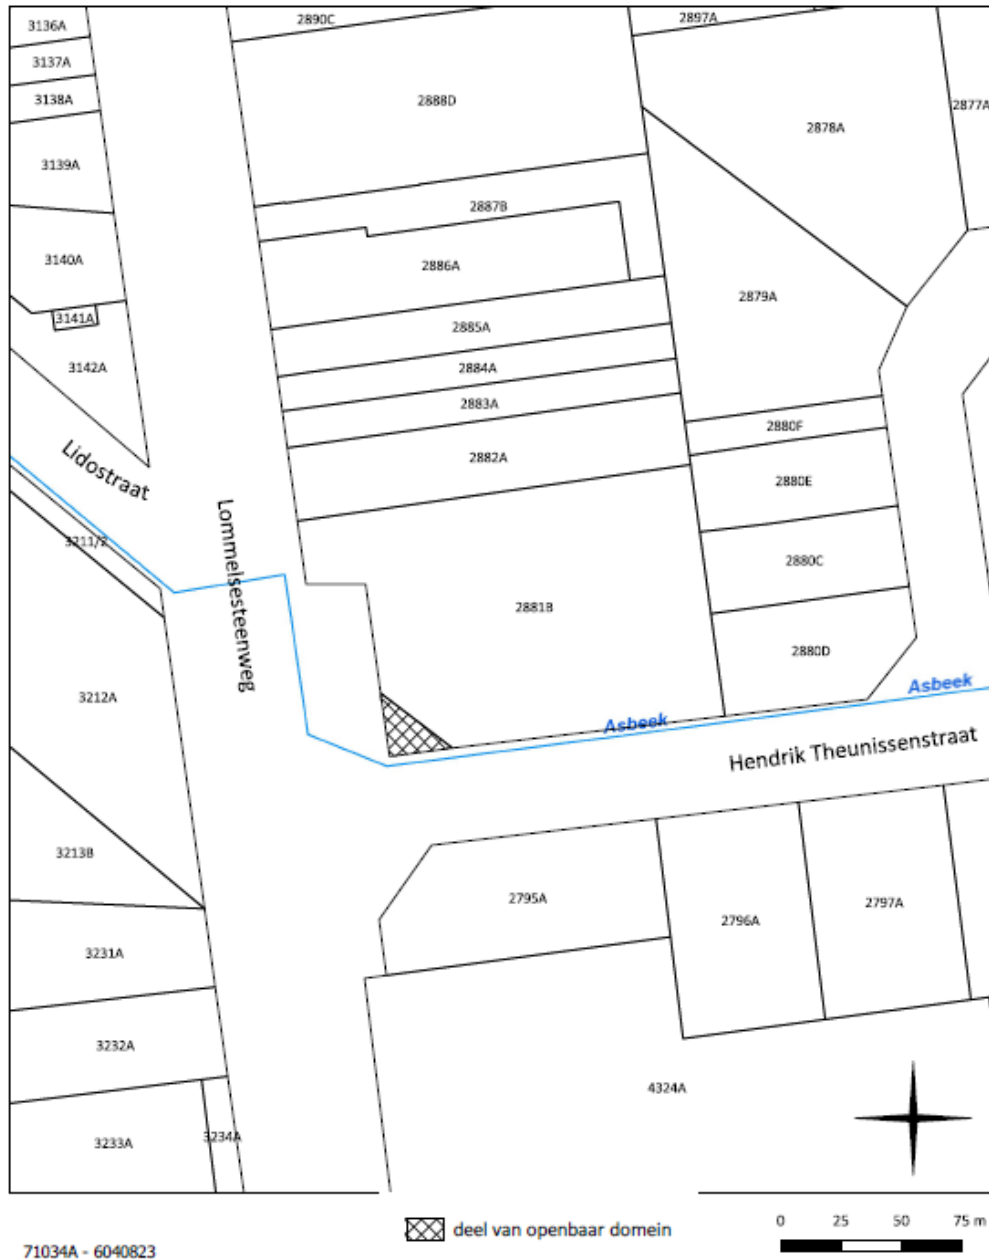 3136A
2890C
2897A
3137A
3138A
2888D
2877A
2878A
3139A
2887B
3140A
2886A
2879A
3141A
2885A
3142A
2884A
2883A
2880F
Lidostraat
2882A
2880E
3211/2
Lommelsesteenweg
2880C
2881B
2880D
Asbeek
3212A
Asbeek
Hendrik Theunissenstraat
3213B
2795A
2796A
2797A
3231A
3232A
4324A
3233A
3234A
deel van openbaar domein
0 25 50 75 m
71034A - 6040823